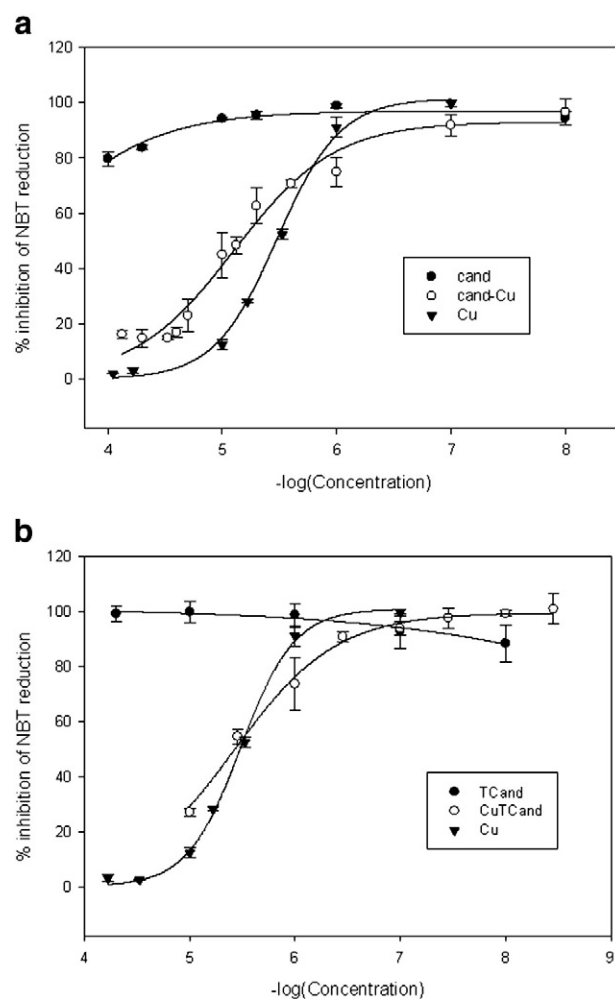 a
% inhibition of NBT reduction
120
100
80
60
40
20
0
cand
cand-Cu
Cu
4 5 6 7 8
-log(Concentration)
b
% inhibition of NBT reduction
120
100
80
60
40
20
0
TCand
CuTCand
Cu
4 5 6 7 8 9
-log(Concentration)